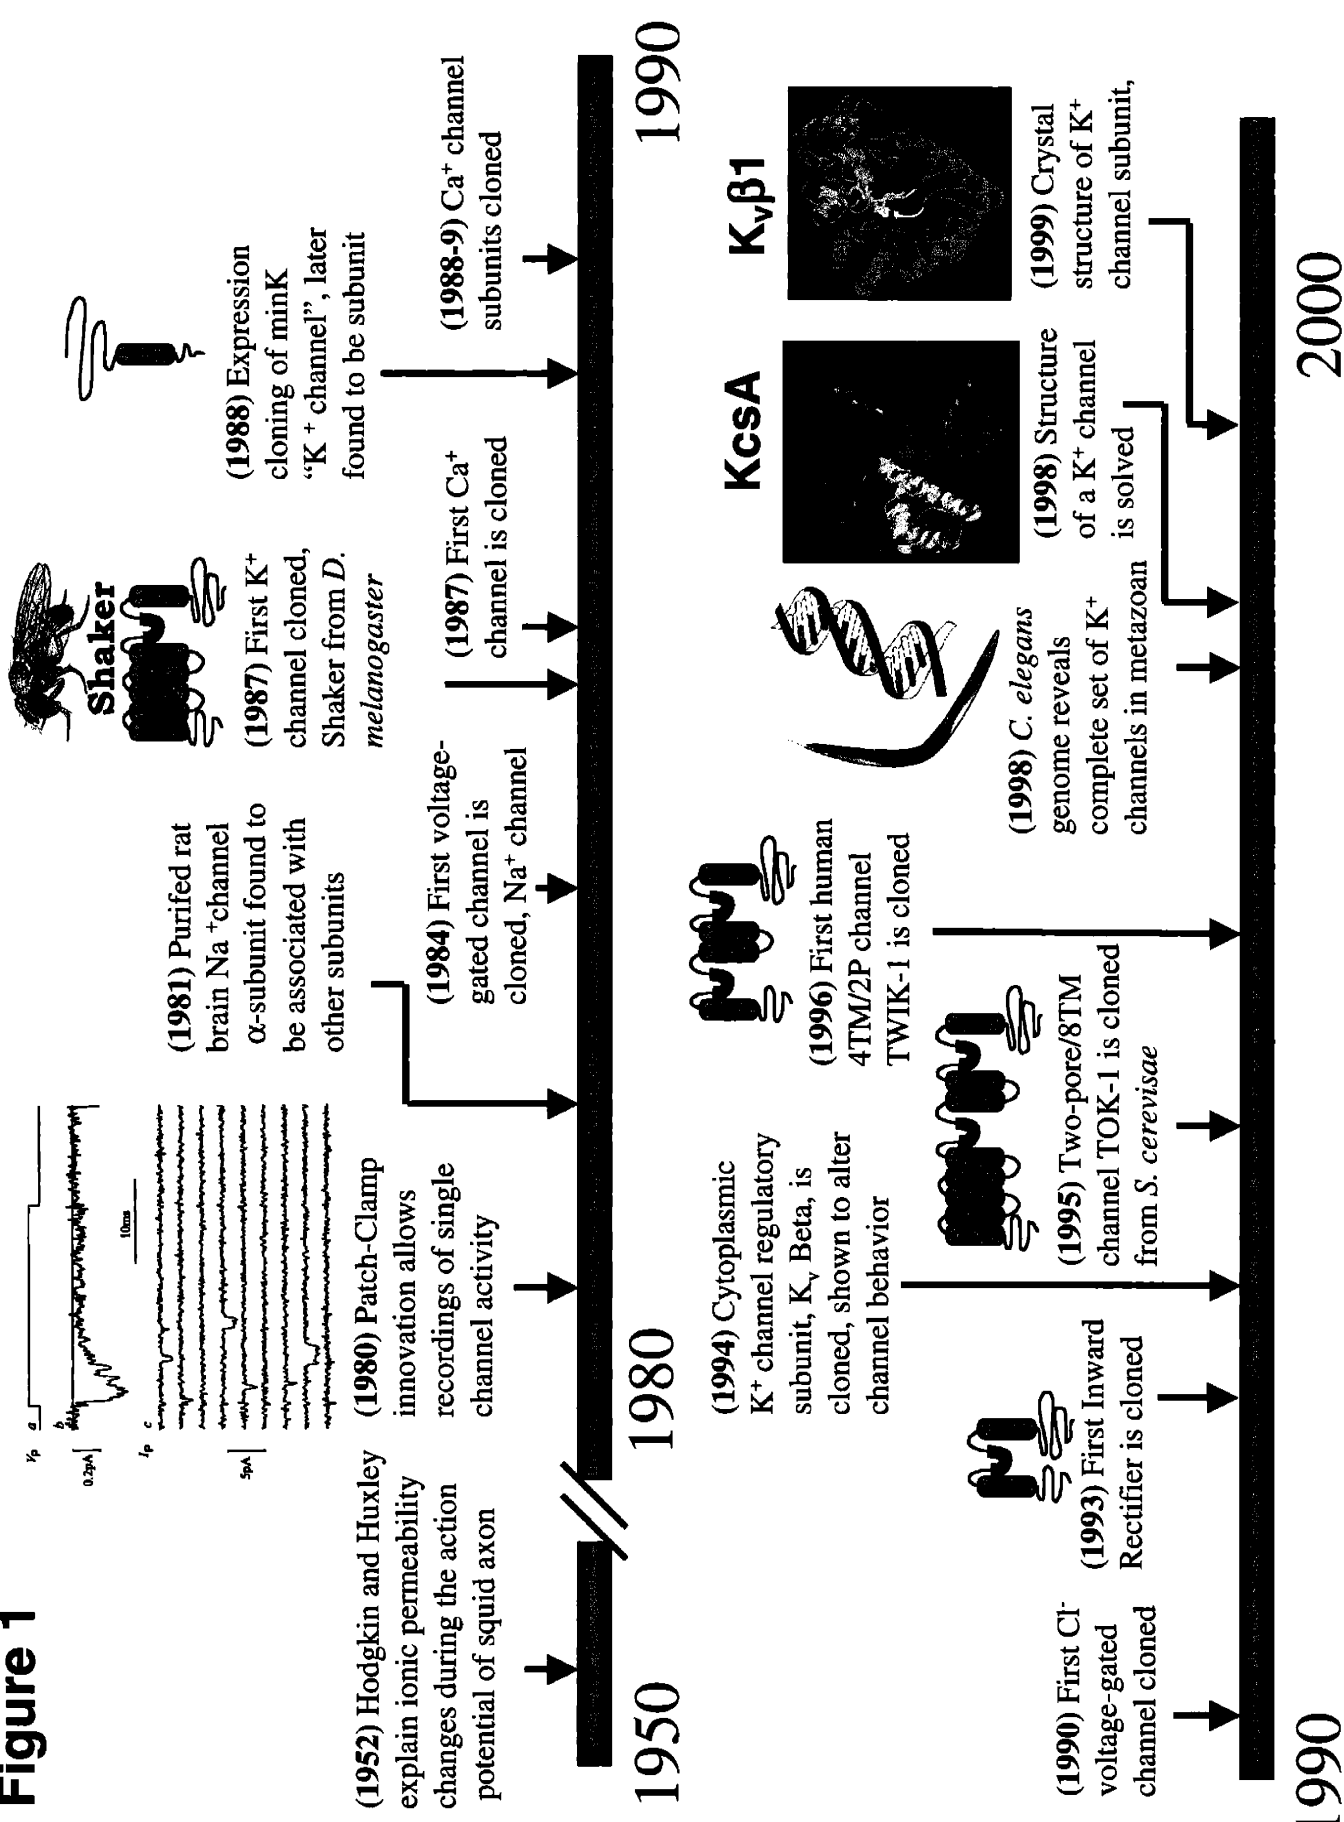 Figure 1
Vp
a
b
0.2pA
10ms
Ip
c
5pA
(1952) Hodgkin and Huxley
explain ionic permeability
changes during the action
potential of squid axon
(1980) Patch-Clamp
innovation allows
recordings of single
channel activity
(1981) Purifed rat
brain Na +channel
α-subunit found to
be associated with
other subunits
(1984) First voltage-
gated channel is
cloned, Na+ channel
Shaker
(1987) First K+
channel cloned,
Shaker from D.
melanogaster
(1987) First Ca+
channel is cloned
(1988) Expression
cloning of minK
“K + channel”, later
found to be subunit
(1988-9) Ca+ channel
subunits cloned
1950
1980
1990
(1990) First Cl-
voltage-gated
channel cloned
(1993) First Inward
Rectifier is cloned
(1994) Cytoplasmic
K+ channel regulatory
subunit, Kv Beta, is
cloned, shown to alter
channel behavior
(1995) Two-pore/8TM
channel TOK-1 is cloned
from S. cerevisae
(1996) First human
4TM/2P channel
TWIK-1 is cloned
(1998) C. elegans
genome reveals
complete set of K+
channels in metazoan
KcsA
(1998) Structure
of a K+ channel
is solved
Kvβ1
(1999) Crystal
structure of K+
channel subunit,
1990
2000